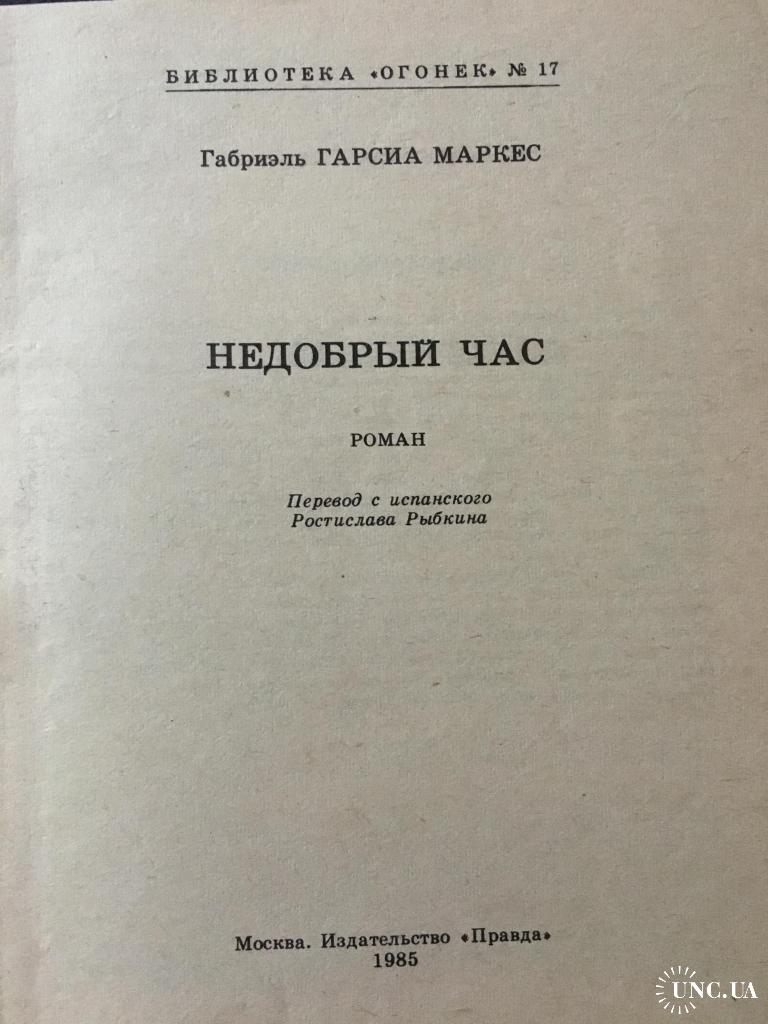 БИБЛИОТЕКА «ОГОНЕК» № 17
Габриэль ГАРСИА МАРКЕС
НЕДОБРЫЙ ЧАС
РОМАН
Перевод с испанского
Ростислава Рыбкина
Москва. Издательство «Правда»
1985
UNC.UA